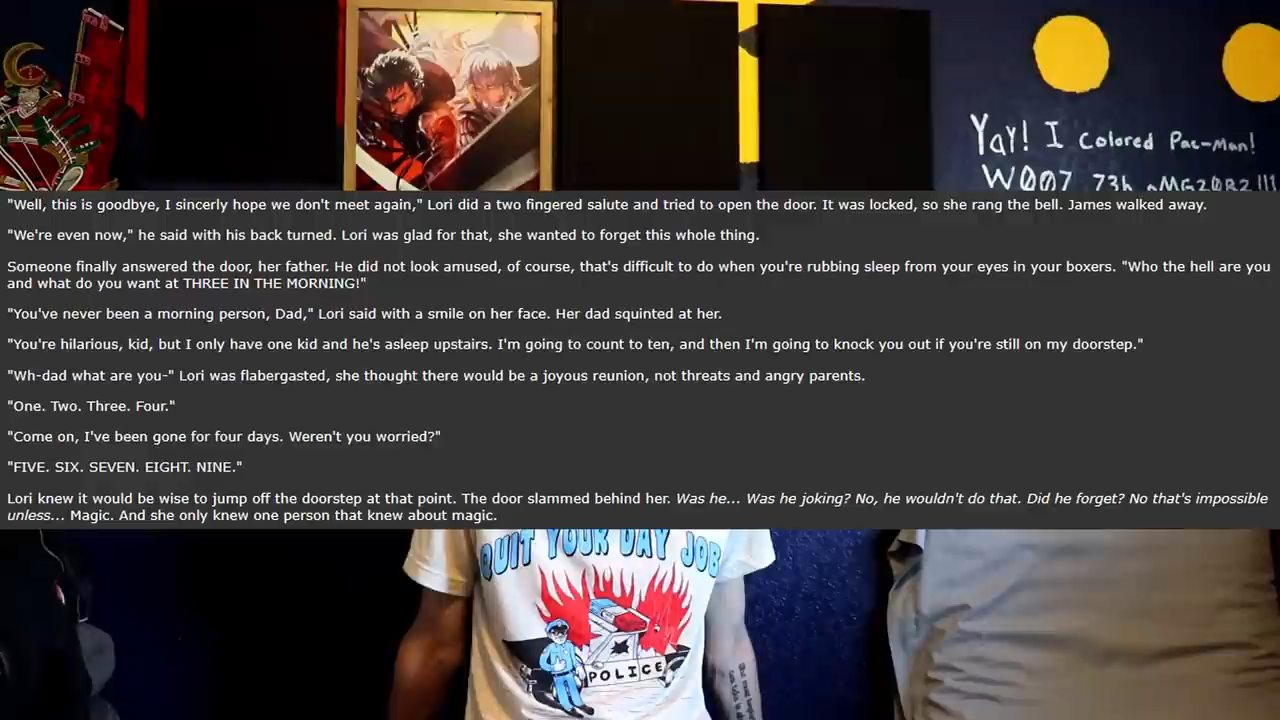 Yay! I Colored Pac-Man!
"Well, this is goodbye, I sincerly hope we don't meet again," Lori did a two fingered salute and tried to open the door. It was locked, so she rang the bell. James walked away.
"We're even now," he said with his back turned. Lori was glad for that, she wanted to forget this whole thing.
Someone finally answered the door, her father. He did not look amused, of course, that's difficult to do when you're rubbing sleep from your eyes in your boxers. "Who the hell are you
and what do you want at THREE IN THE MORNING!"
"You've never been a morning person, Dad," Lori said with a smile on her face. Her dad squinted at her.
"You're hilarious, kid, but I only have one kid and he's asleep upstairs. I'm going to count to ten, and then I'm going to knock you out if you're still on my doorstep."
"Wh-dad what are you-" Lori was flabergasted, she thought there would be a joyous reunion, not threats and angry parents.
"One. Two. Three. Four."
"Come on, I've been gone for four days. Weren't you worried?"
"FIVE. SIX. SEVEN. EIGHT. NINE."
Lori knew it would be wise to jump off the doorstep at that point. The door slammed behind her. Was he... Was he joking? No, he wouldn't do that. Did he forget? No that's impossible
unless... Magic. And she only knew one person that knew about magic.
QUIT YOUR DAY JOB
POLICE